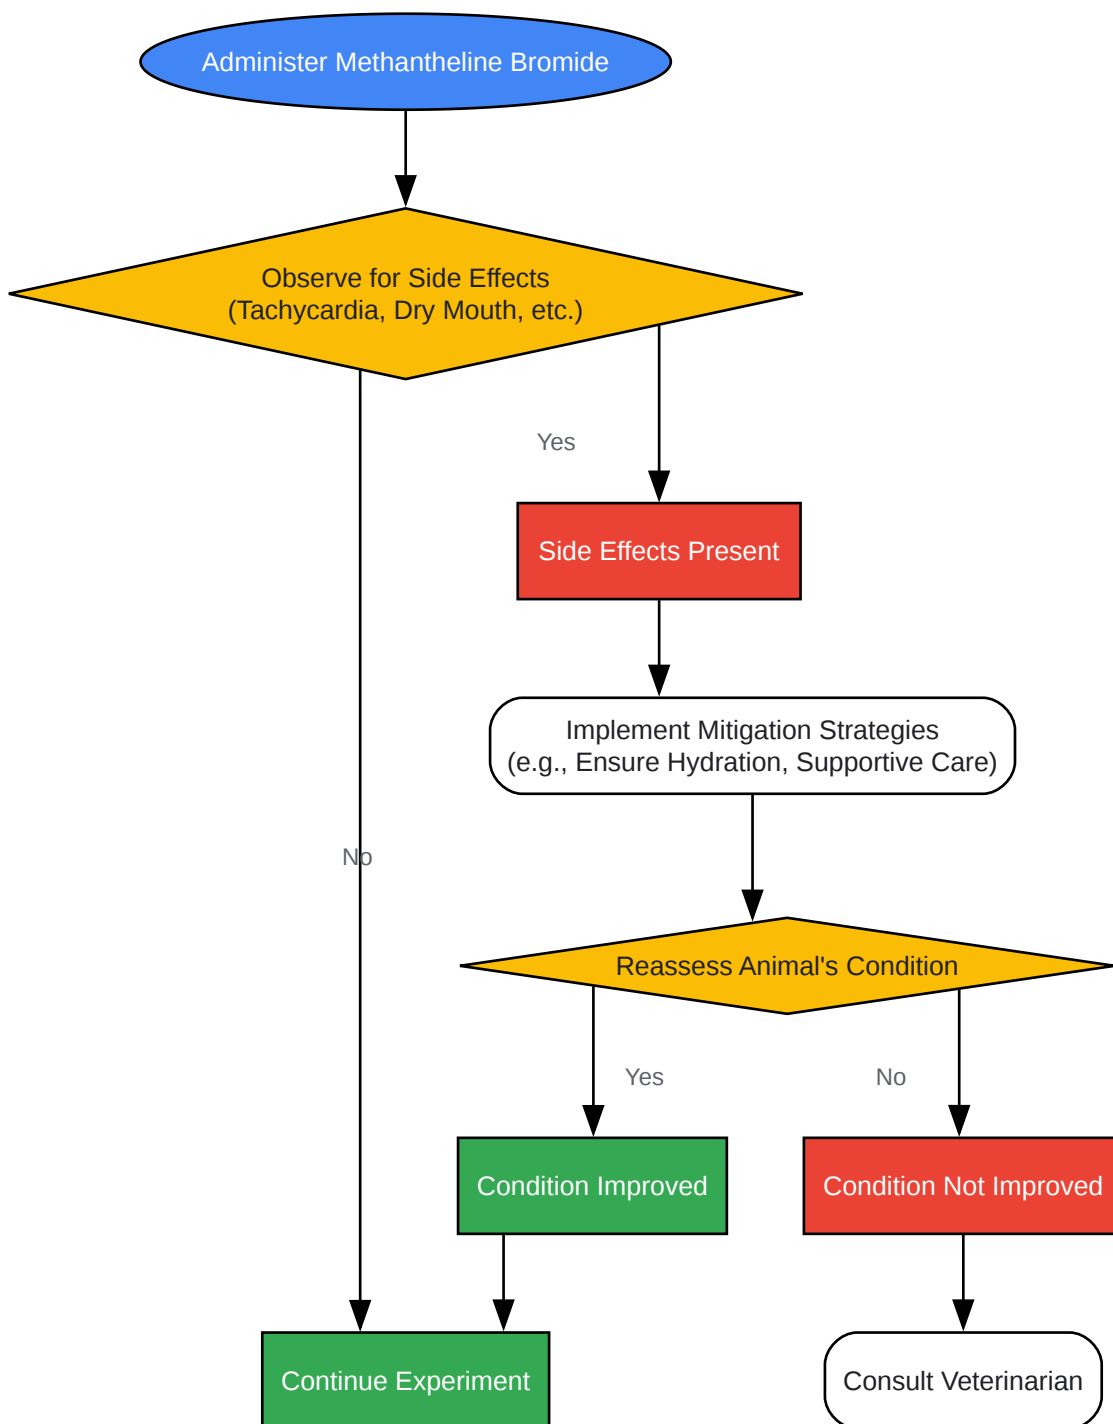 Administer Methantheline Bromide
Observe for Side Effects
(Tachycardia, Dry Mouth, etc.)
Yes
Side Effects Present
Implement Mitigation Strategies
(e.g., Ensure Hydration, Supportive Care)
No
Reassess Animal's Condition
Yes
No
Condition Improved
Condition Not Improved
Continue Experiment
Consult Veterinarian